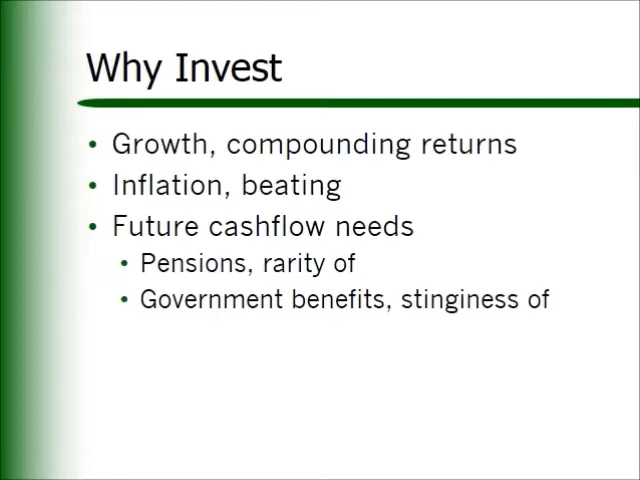 Why Invest
• Growth, compounding returns
• Inflation, beating
• Future cashflow needs
• Pensions, rarity of
• Government benefits, stinginess of